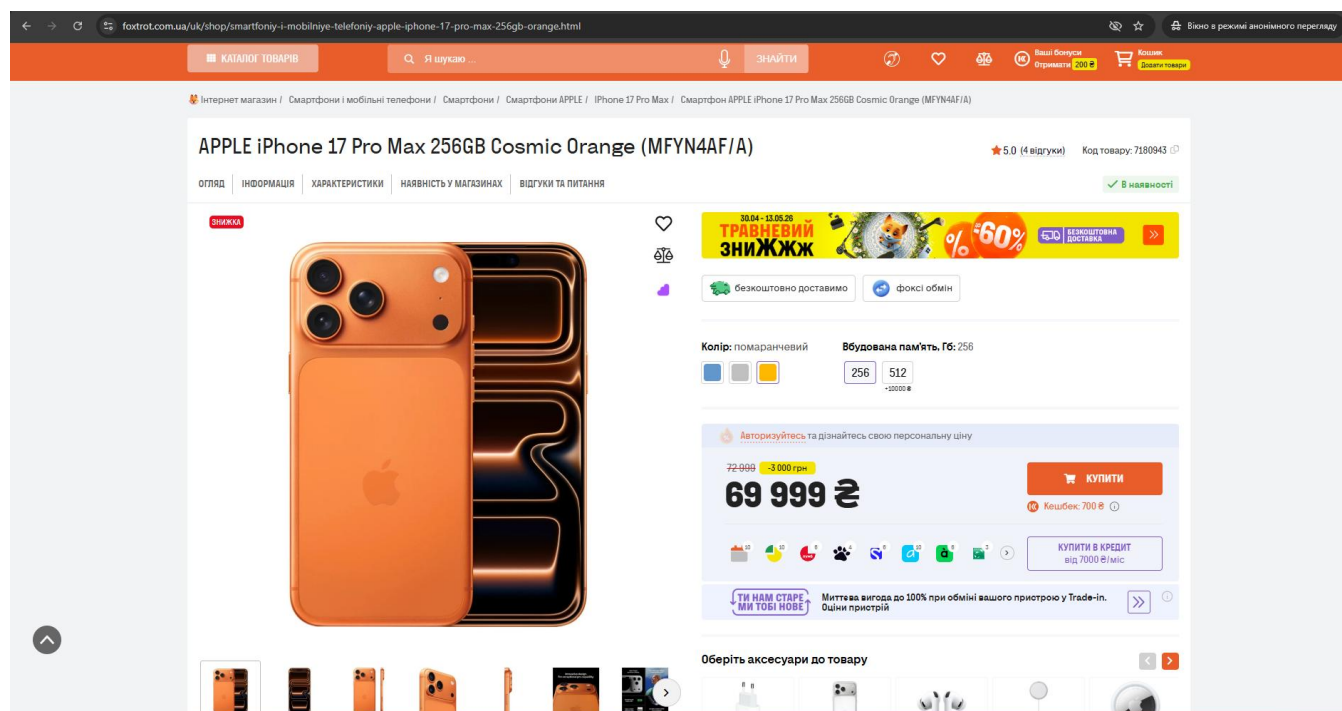 foxtrot.com.ua/uk/shop/smartfoniy-i-mobilniye-telefoniy-apple-iphone-17-pro-max-256gb-orange.html
Вікно в режимі анонімного перегляду
КАТАЛОГ ТОВАРІВ
Я шукаю ...
ЗНАЙТИ
Ваші бонуси
Отримати 200 ₴
Кошик
Додати товари
Інтернет магазин / Смартфони і мобільні телефони / Смартфони / Смартфони APPLE / IPhone 17 Pro Max / Смартфон APPLE iPhone 17 Pro Max 256GB Cosmic Orange (MFYN4AF/A)
APPLE iPhone 17 Pro Max 256GB Cosmic Orange (MFYN4AF/A)
5.0 (4 відгуки) Код товару: 7180943
ОГЛЯД ІНФОРМАЦІЯ ХАРАКТЕРИСТИКИ НАЯВНІСТЬ У МАГАЗИНАХ ВІДГУКИ ТА ПИТАННЯ
В наявності
ЗНИЖКА
30.04 - 13.05.26
ТРАВНЕВИЙ
ЗНИЖЖЖ
% -60%
БЕЗКОШТОВНА
ДОСТАВКА
безкоштовно доставимо
фоксі обмін
Колір: помаранчевий
Вбудована пам'ять, Гб: 256
256 512
+10000 ₴
Авторизуйтесь та дізнайтесь свою персональну ціну
72 999 -3 000 грн
69 999 ₴
КУПИТИ
Кешбек: 700 ₴
КУПИТИ В КРЕДИТ
від 7000 ₴/міс
ТИ НАМ СТАРЕ
МИ ТОБІ НОВЕ
Миттєва вигода до 100% при обміні вашого пристрою у Trade-in.
Оціни пристрій
Оберіть аксесуари до товару